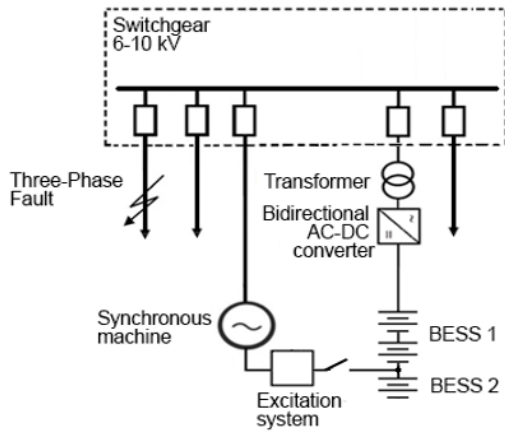 Switchgear
6-10 kV
Three-Phase
Fault
Transformer
Bidirectional
AC-DC
converter
Synchronous
machine
BESS 1
BESS 2
Excitation
system